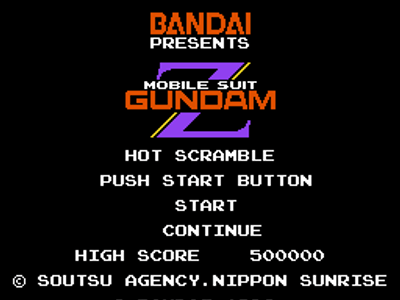 BANDAI
PRESENTS
MOBILE SUIT
Z GUNDAM
HOT SCRAMBLE
PUSH START BUTTON
START
CONTINUE
HIGH SCORE 500000
© SOUTSU AGENCY.NIPPON SUNRISE